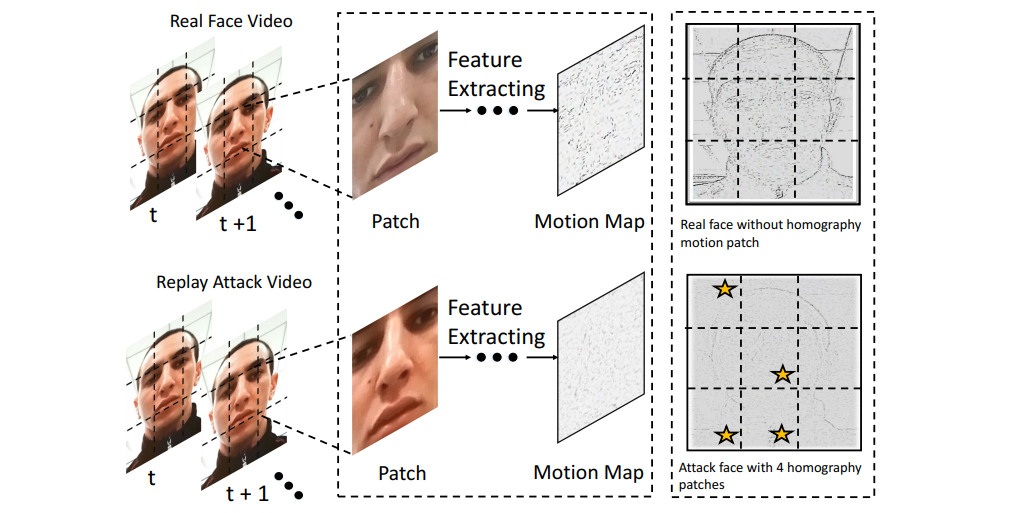 Real Face Video
Feature
Extracting
t
t +1
Patch
Motion Map
Real face without homography
motion patch
Replay Attack Video
Feature
Extracting
t
t + 1
Patch
Motion Map
Attack face with 4 homography
patches